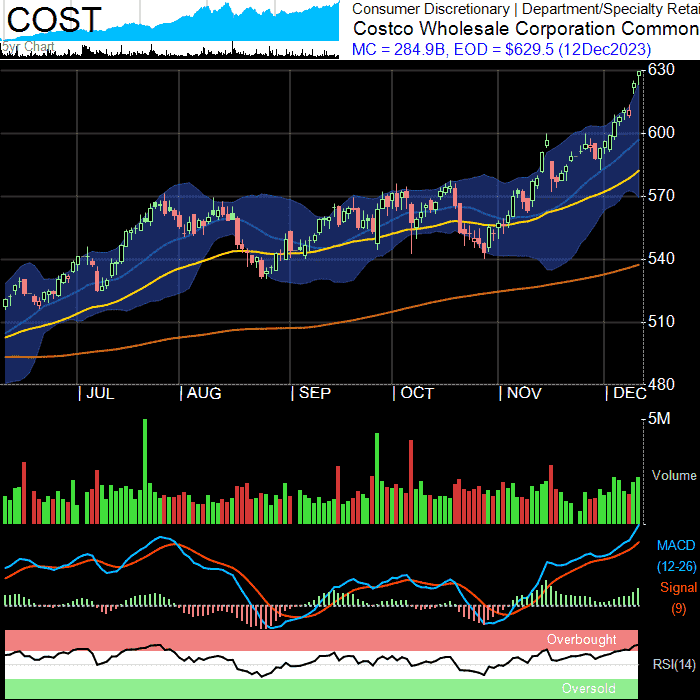 COST
5yr Chart
Consumer Discretionary | Department/Specialty Retai
Costco Wholesale Corporation Common
MC = 284.9B, EOD = $629.5 (12Dec2023)
630
600
570
540
510
480
| JUL | AUG | SEP | OCT | NOV | DEC
5M
Volume
MACD
(12-26)
Signal
(9)
Overbought
RSI(14)
Oversold